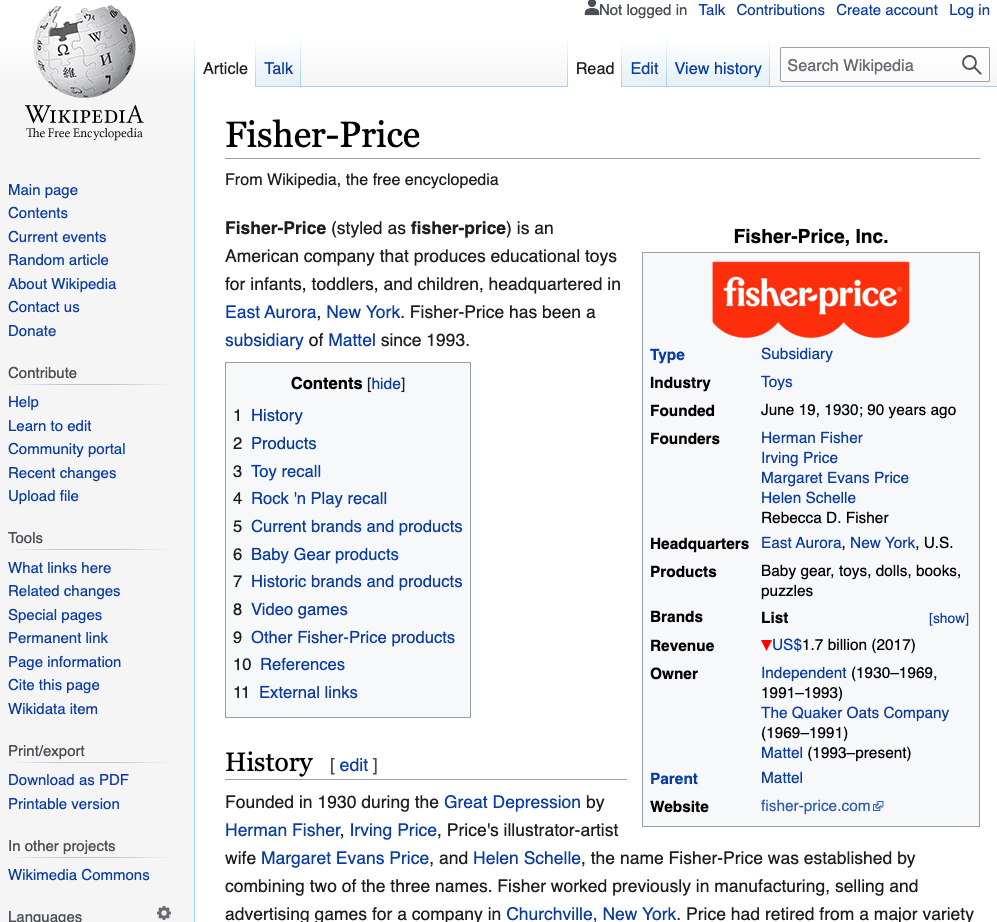 Not logged in Talk Contributions Create account Log in
Article Talk Read Edit View history Search Wikipedia
Ω W И 維 7
WIKIPEDIA
The Free Encyclopedia
Main page
Contents
Current events
Random article
About Wikipedia
Contact us
Donate
Contribute
Help
Learn to edit
Community portal
Recent changes
Upload file
Tools
What links here
Related changes
Special pages
Permanent link
Page information
Cite this page
Wikidata item
Print/export
Download as PDF
Printable version
In other projects
Wikimedia Commons
Languages
Fisher-Price
From Wikipedia, the free encyclopedia
Fisher-Price (styled as fisher-price) is an
American company that produces educational toys
for infants, toddlers, and children, headquartered in
East Aurora, New York. Fisher-Price has been a
subsidiary of Mattel since 1993.
Contents [hide]
1 History
2 Products
3 Toy recall
4 Rock 'n Play recall
5 Current brands and products
6 Baby Gear products
7 Historic brands and products
8 Video games
9 Other Fisher-Price products
10 References
11 External links
Fisher-Price, Inc.
fisher-price®
Type Subsidiary
Industry Toys
Founded June 19, 1930; 90 years ago
Founders Herman Fisher
Irving Price
Margaret Evans Price
Helen Schelle
Rebecca D. Fisher
Headquarters East Aurora, New York, U.S.
Products Baby gear, toys, dolls, books,
puzzles
Brands List [show]
Revenue ▼US$1.7 billion (2017)
Owner Independent (1930–1969,
1991–1993)
The Quaker Oats Company
(1969–1991)
Mattel (1993–present)
Parent Mattel
Website fisher-price.com
History [ edit ]
Founded in 1930 during the Great Depression by
Herman Fisher, Irving Price, Price's illustrator-artist
wife Margaret Evans Price, and Helen Schelle, the name Fisher-Price was established by
combining two of the three names. Fisher worked previously in manufacturing, selling and
advertising games for a company in Churchville, New York. Price had retired from a major variety